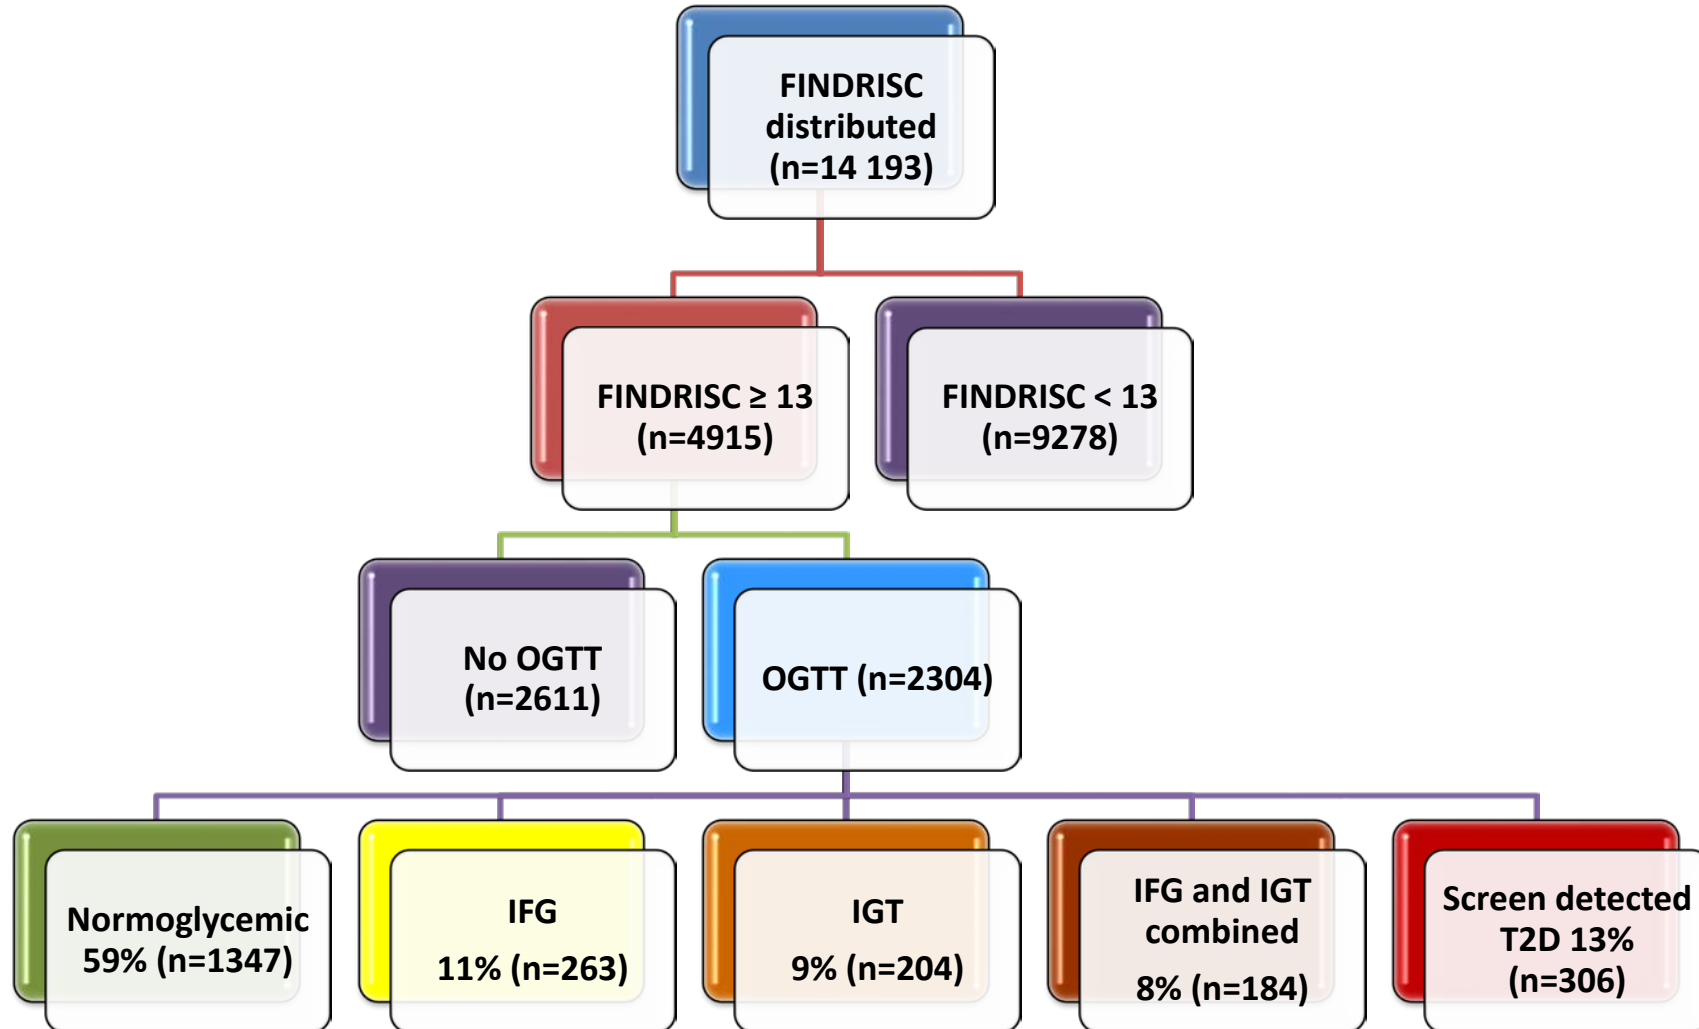 FINDRISC
distributed
(n=14 193)
FINDRISC ≥ 13
(n=4915)
FINDRISC < 13
(n=9278)
No OGTT
(n=2611)
OGTT (n=2304)
Normoglycemic
59% (n=1347)
IFG
11% (n=263)
IGT
9% (n=204)
IFG and IGT
combined
8% (n=184)
Screen detected
T2D 13%
(n=306)